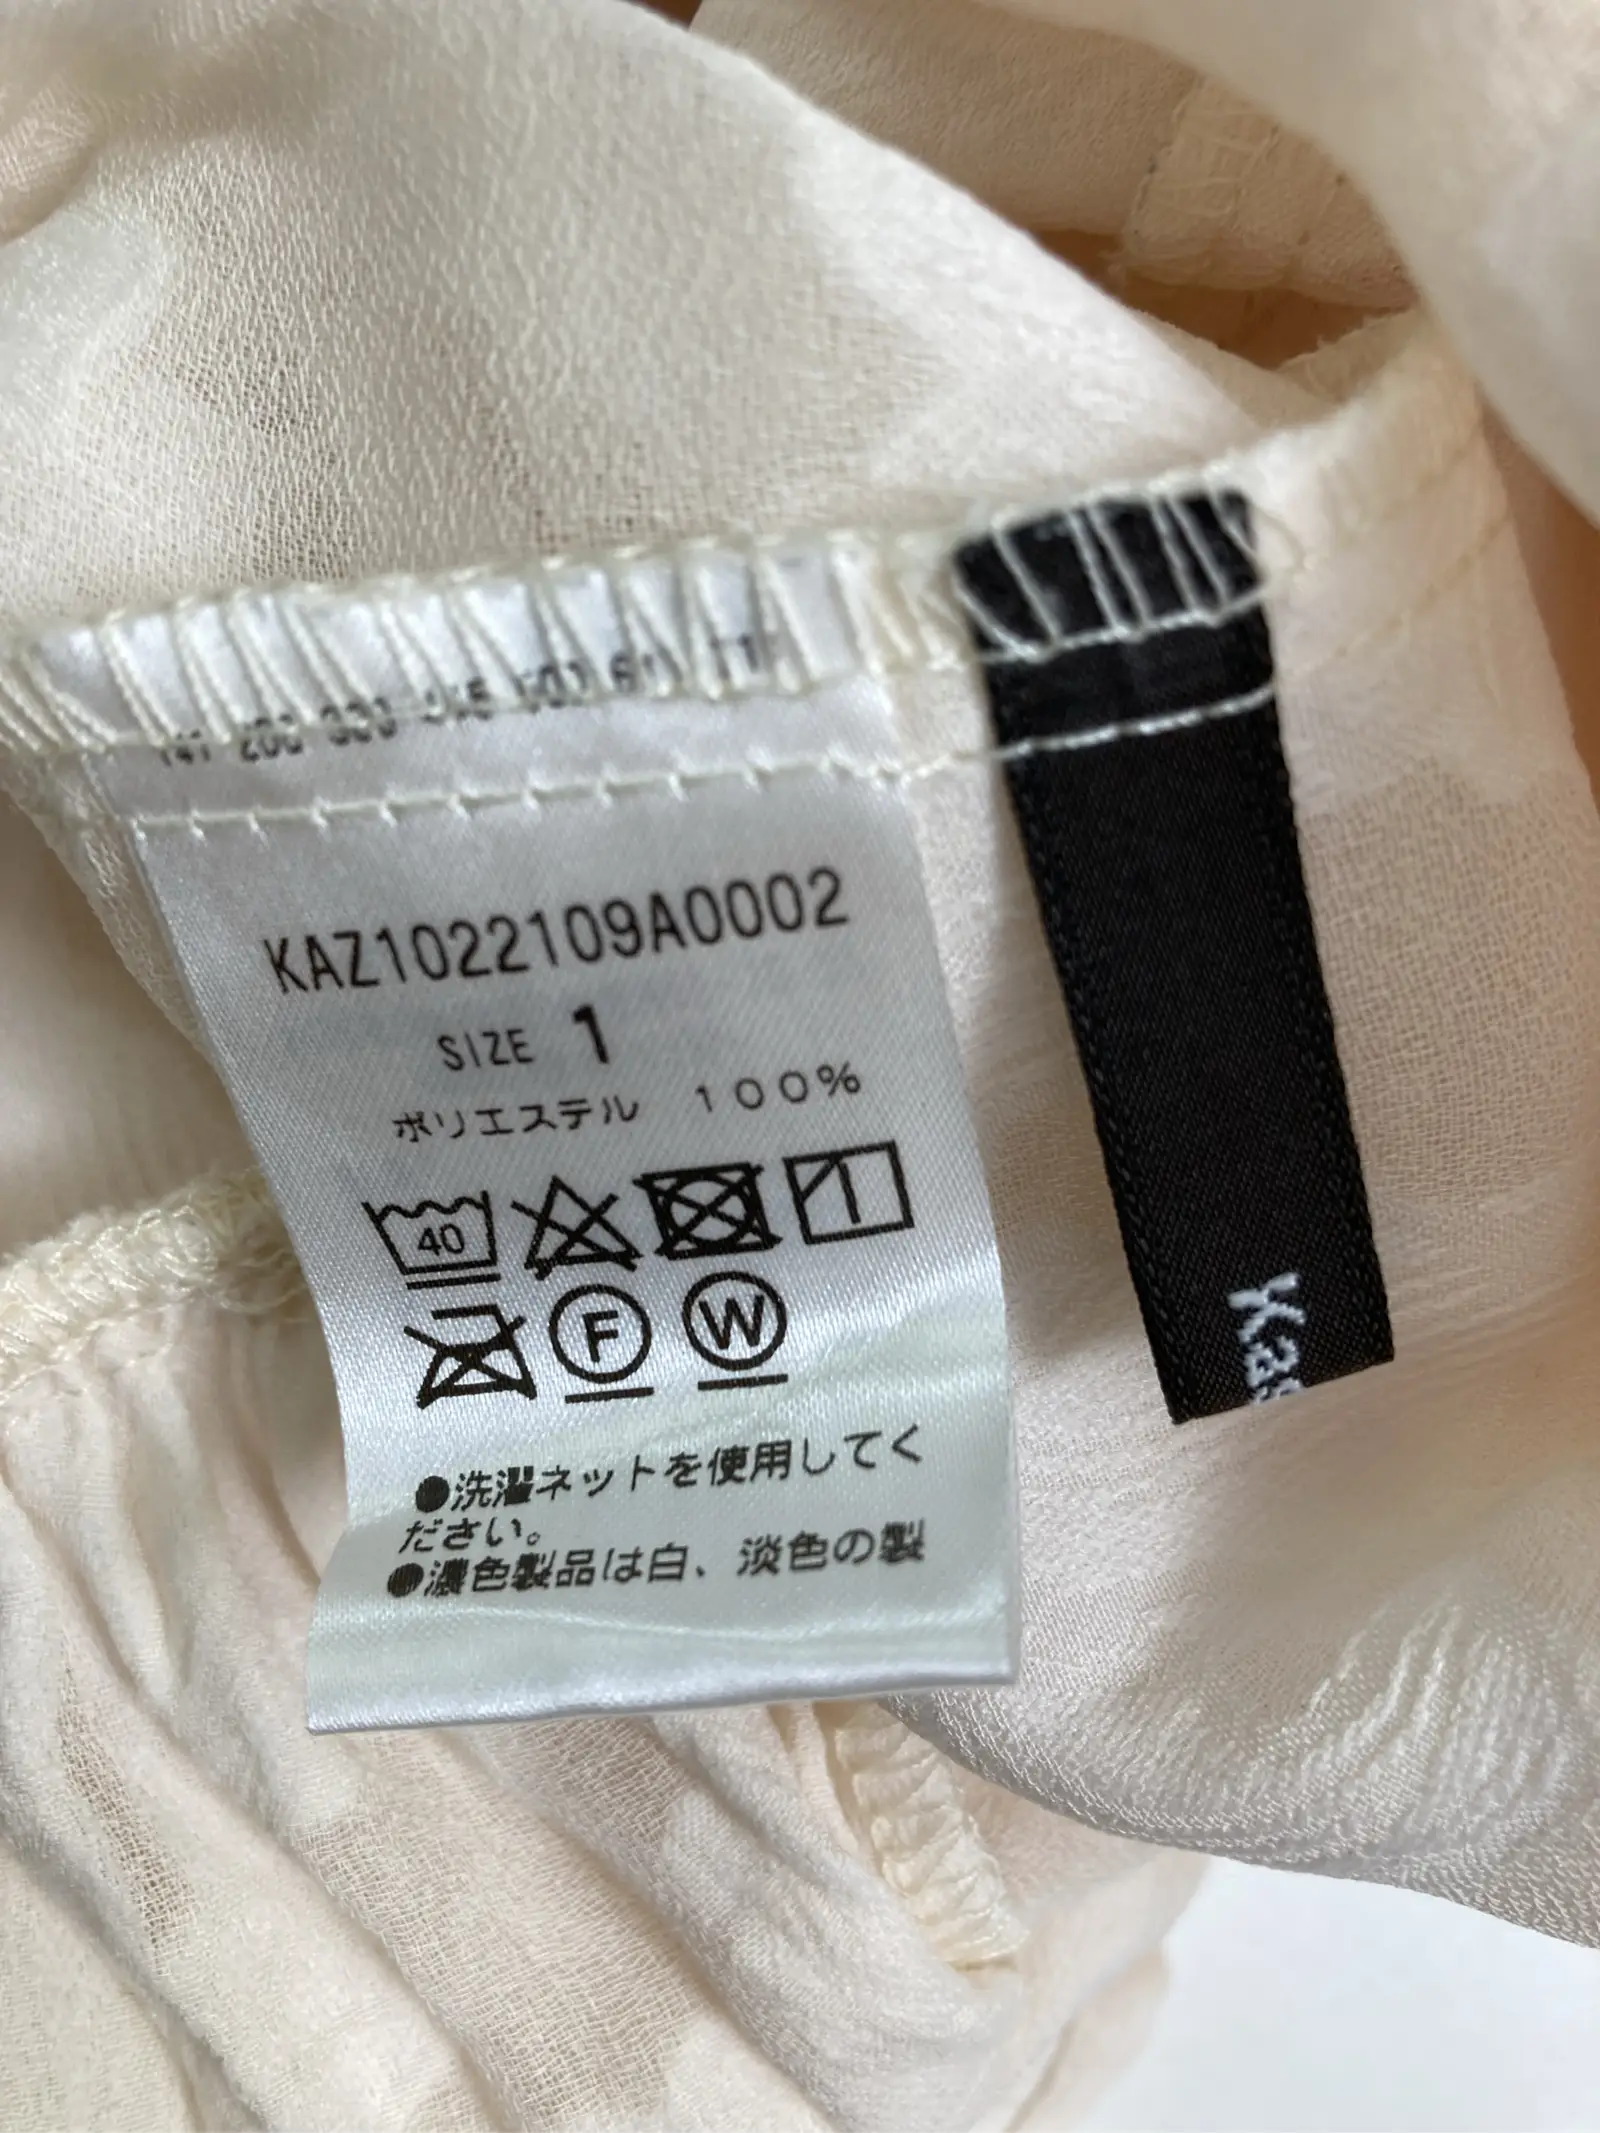 KAZ1022109A0002
SIZE 1
ポリエステル 100%
40
F W
●洗濯ネットを使用してく
ださい。
●濃色製品は白、淡色の製